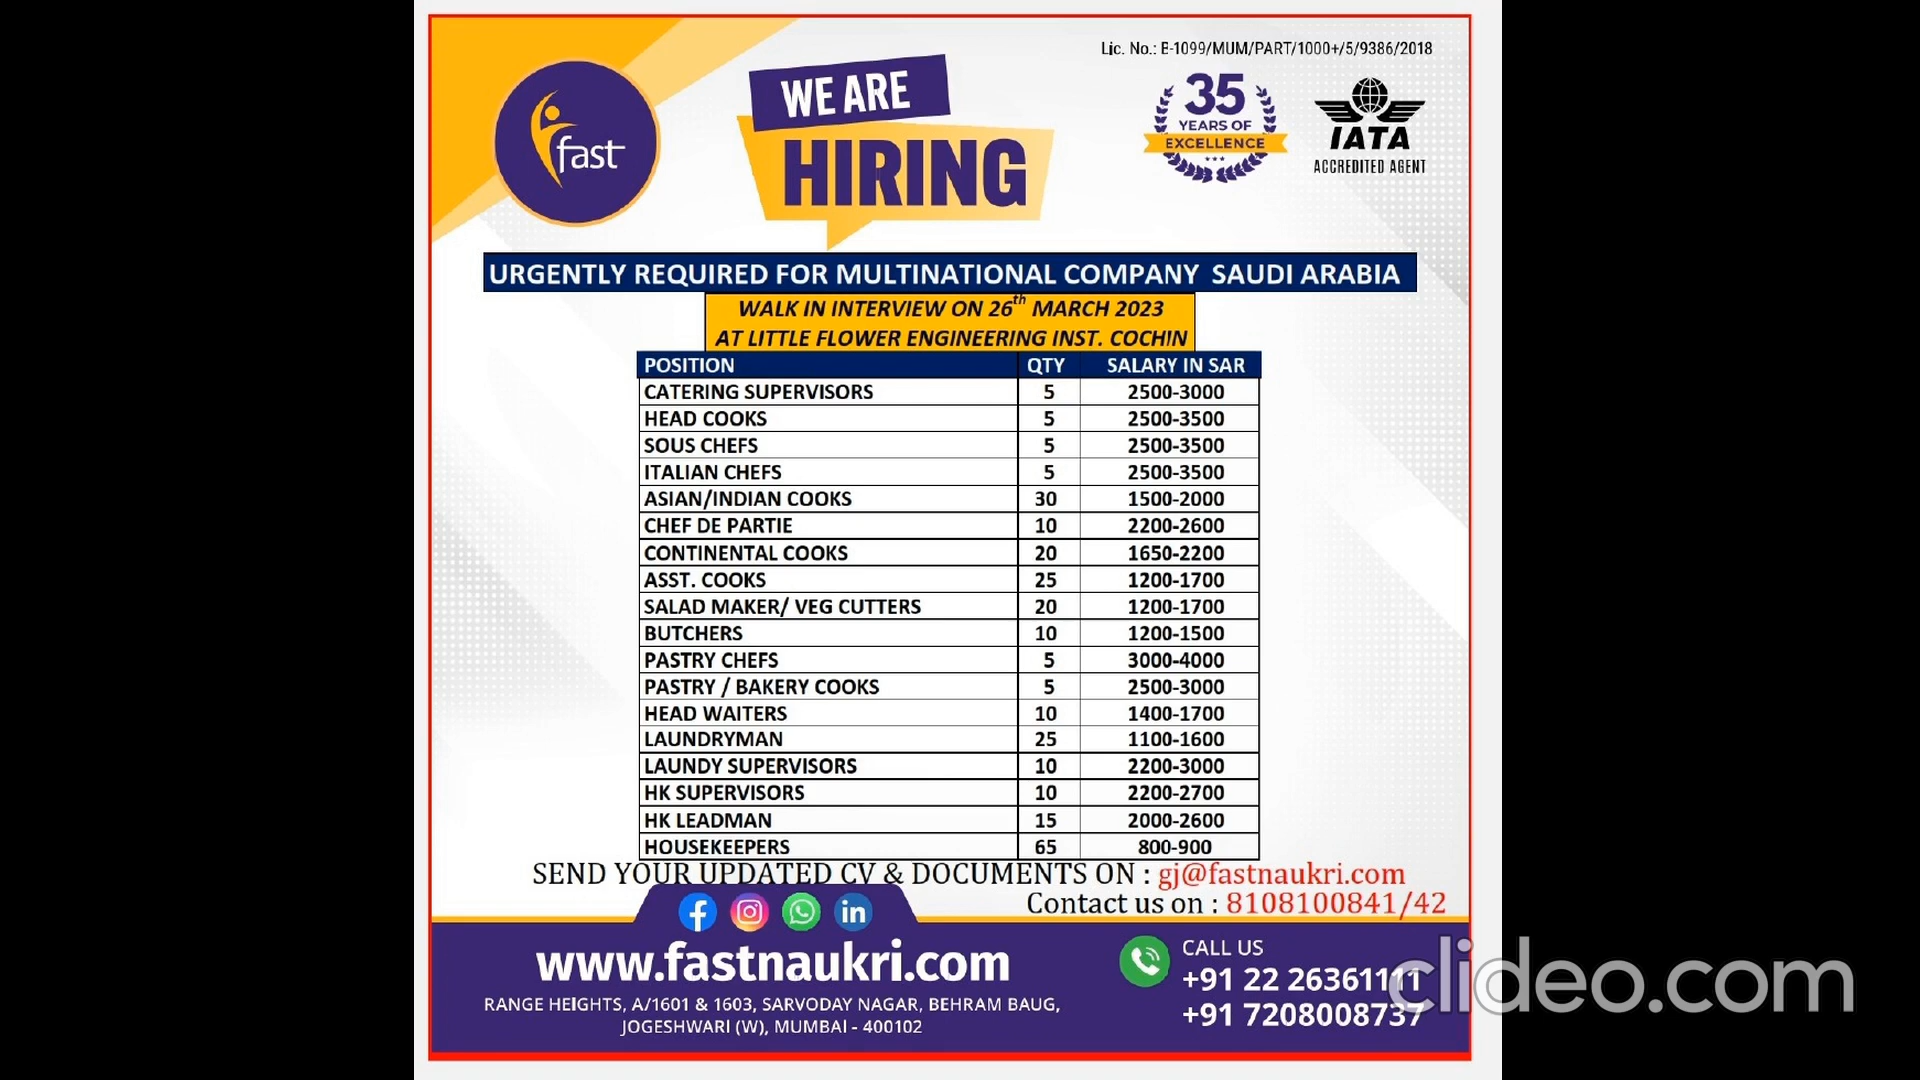 Lic. No.: E-1099/MUM/PART/1000+/5/9386/2018
fast
WE ARE
HIRING
35
YEARS OF
EXCELLENCE
IATA
ACCREDITED AGENT
URGENTLY REQUIRED FOR MULTINATIONAL COMPANY SAUDI ARABIA
WALK IN INTERVIEW ON 26th MARCH 2023
AT LITTLE FLOWER ENGINEERING INST. COCHIN
POSITION QTY SALARY IN SAR
CATERING SUPERVISORS 5 2500-3000
HEAD COOKS 5 2500-3500
SOUS CHEFS 5 2500-3500
ITALIAN CHEFS 5 2500-3500
ASIAN/INDIAN COOKS 30 1500-2000
CHEF DE PARTIE 10 2200-2600
CONTINENTAL COOKS 20 1650-2200
ASST. COOKS 25 1200-1700
SALAD MAKER/ VEG CUTTERS 20 1200-1700
BUTCHERS 10 1200-1500
PASTRY CHEFS 5 3000-4000
PASTRY / BAKERY COOKS 5 2500-3000
HEAD WAITERS 10 1400-1700
LAUNDRYMAN 25 1100-1600
LAUNDY SUPERVISORS 10 2200-3000
HK SUPERVISORS 10 2200-2700
HK LEADMAN 15 2000-2600
HOUSEKEEPERS 65 800-900
SEND YOUR UPDATED CV & DOCUMENTS ON : gj@fastnaukri.com
Contact us on : 8108100841/42
www.fastnaukri.com
RANGE HEIGHTS, A/1601 & 1603, SARVODAY NAGAR, BEHRAM BAUG,
JOGESHWARI (W), MUMBAI - 400102
CALL US
+91 22 26361111
+91 7208008737
clideo.com